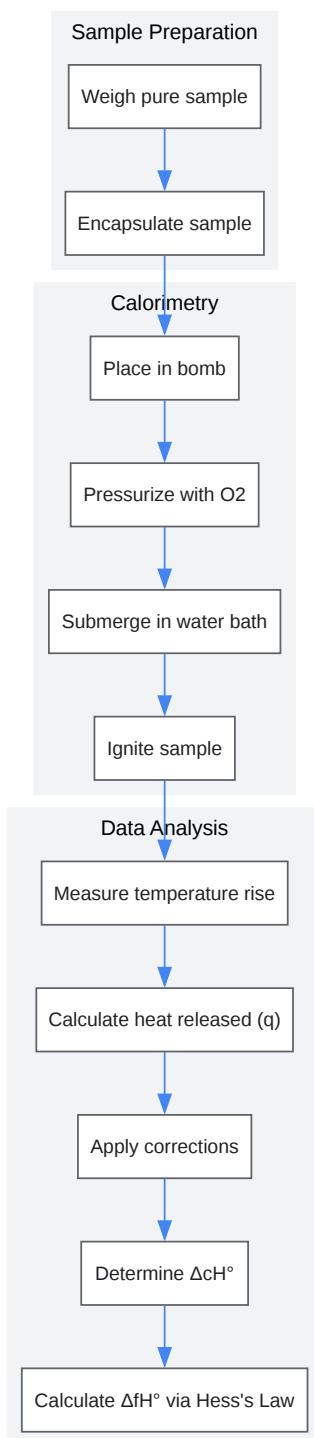 Sample Preparation
Weigh pure sample
Encapsulate sample
Calorimetry
Place in bomb
Pressurize with O2
Submerge in water bath
Ignite sample
Data Analysis
Measure temperature rise
Calculate heat released (q)
Apply corrections
Determine ΔcH°
Calculate ΔfH° via Hess's Law